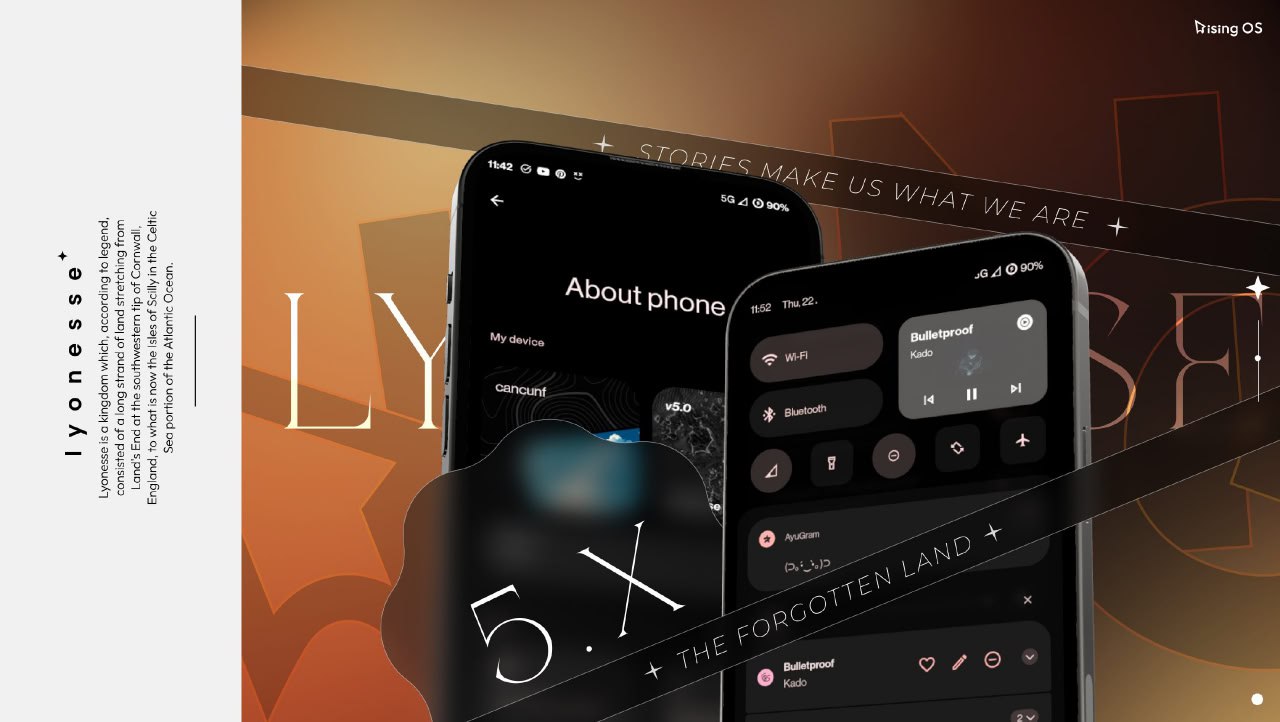 lyonesse
Lyonesse is a kingdom which, according to legend,
consisted of a long strand of land stretching from
Land's End at the southwestern tip of Cornwall,
England, to what is now the Isles of Scilly in the Celtic
Sea portion of the Atlantic Ocean.
Rising OS
STORIES MAKE US WHAT WE ARE
11:42
5G
90%
About phone
My device
cancunf
v5.0
5.X
11:52 Thu, 22.
90%
Wi-Fi
Bluetooth
Bulletproof
Kado
AyuGram
(⊃｡•́‿•̀｡)⊃
THE FORGOTTEN LAND
Bulletproof
Kado
2